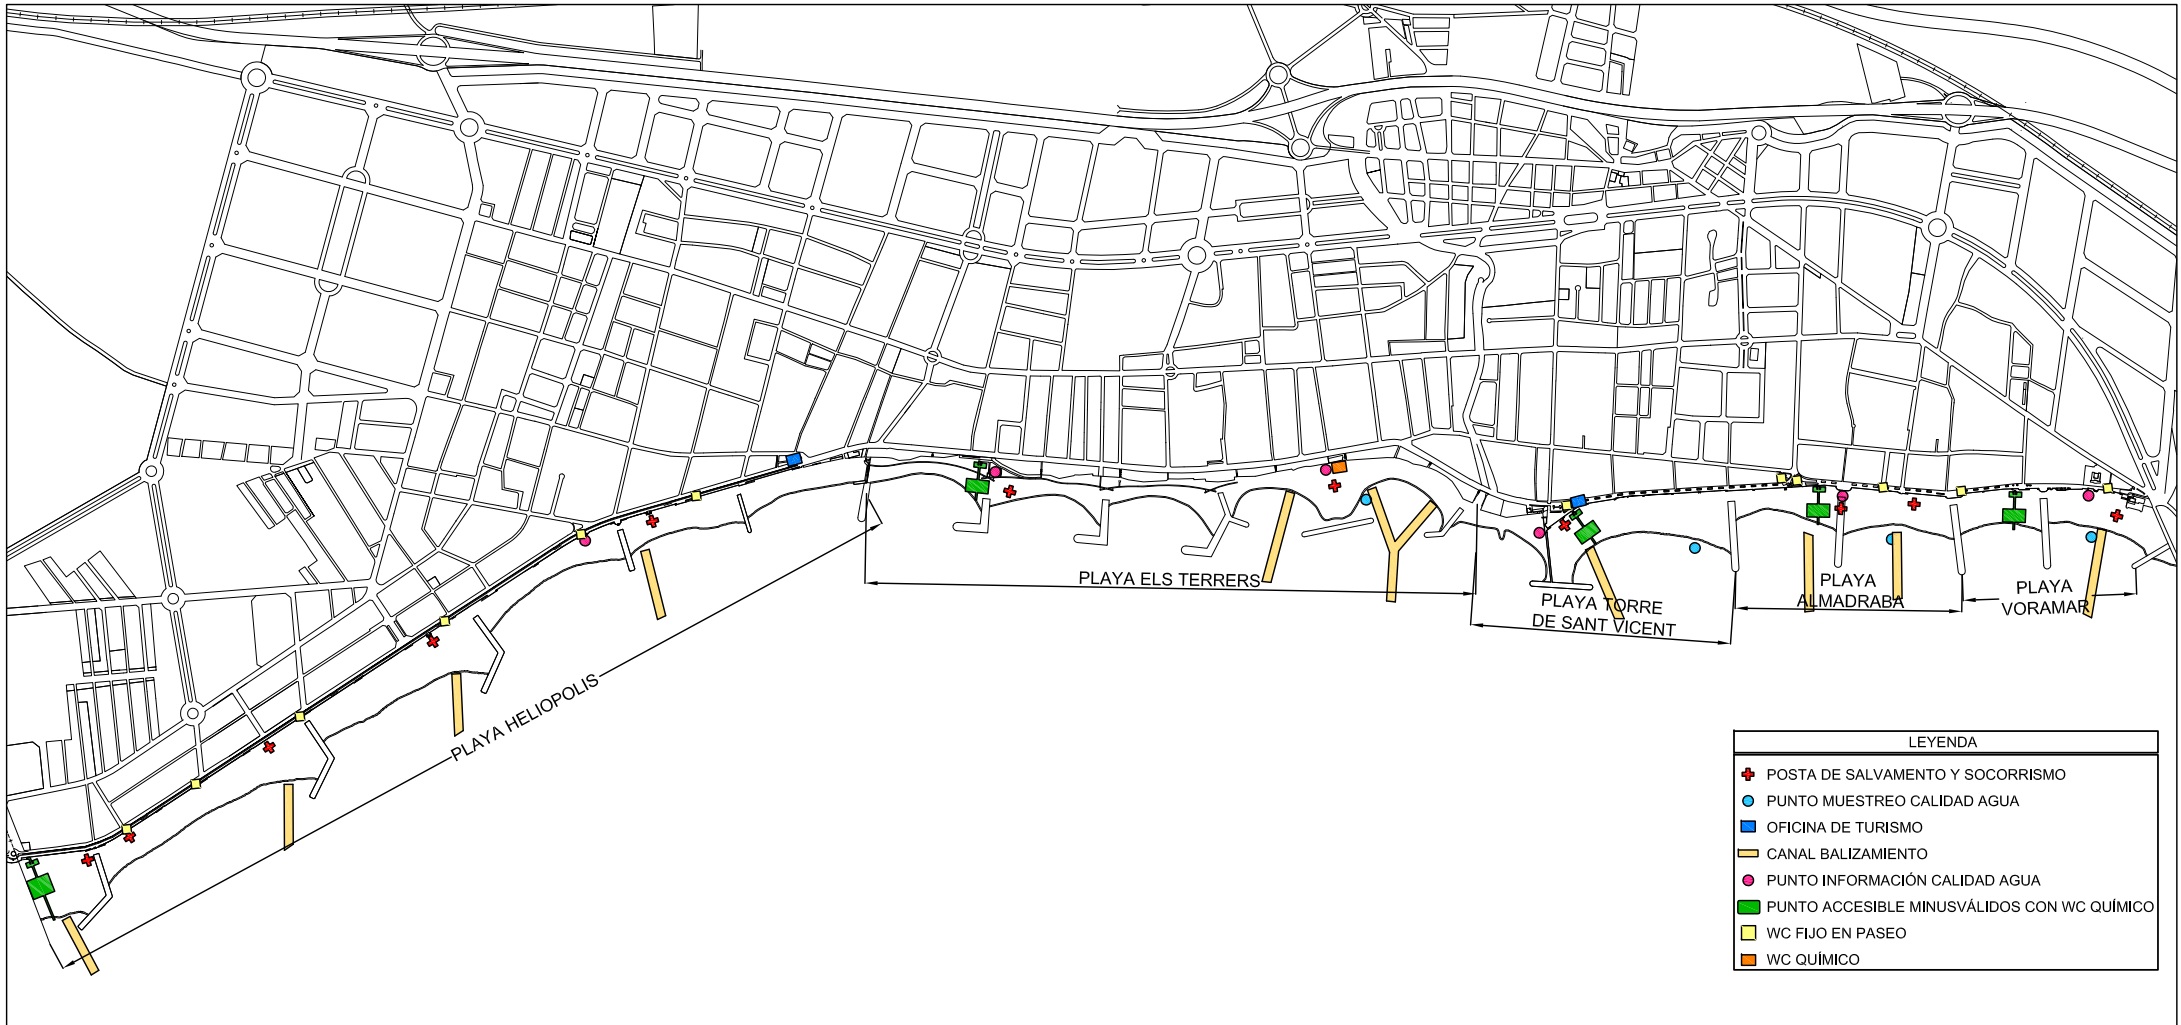 PLAYA HELIOPOLIS
PLAYA ELS TERRERS
PLAYA TORRE
DE SANT VICENT
PLAYA
ALMADRABA
PLAYA
VORAMAR
LEYENDA
POSTA DE SALVAMENTO Y SOCORRISMO
PUNTO MUESTREO CALIDAD AGUA
OFICINA DE TURISMO
CANAL BALIZAMIENTO
PUNTO INFORMACIÓN CALIDAD AGUA
PUNTO ACCESIBLE MINUSVÁLIDOS CON WC QUÍMICO
WC FIJO EN PASEO
WC QUÍMICO